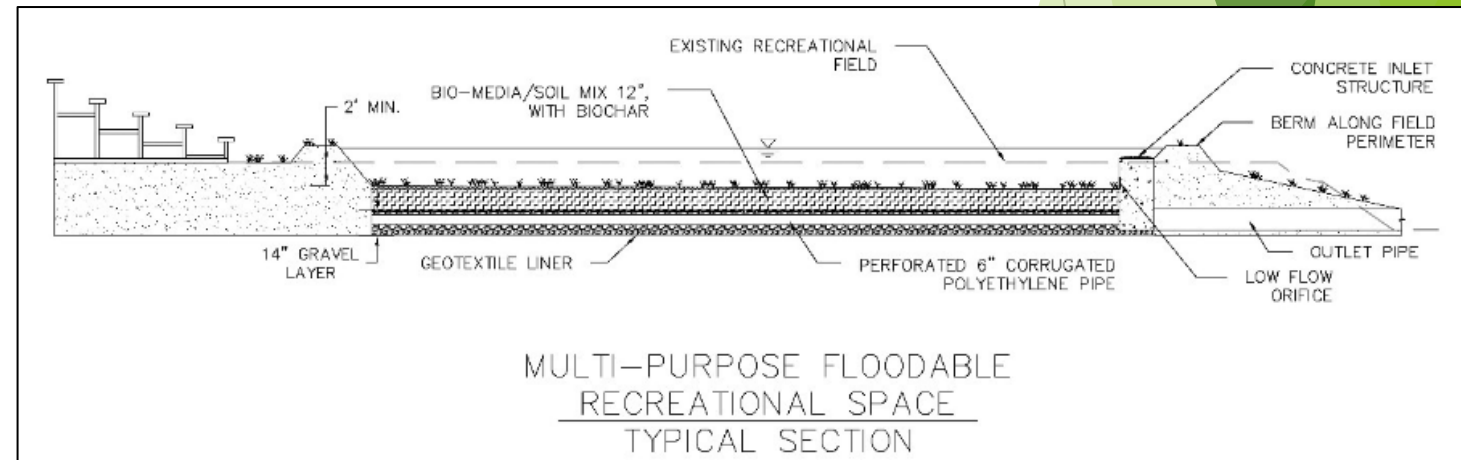 EXISTING RECREATIONAL
FIELD
CONCRETE INLET
STRUCTURE
BIO-MEDIA/SOIL MIX 12",
WITH BIOCHAR
2' MIN.
BERM ALONG FIELD
PERIMETER
14" GRAVEL
LAYER
GEOTEXTILE LINER
PERFORATED 6" CORRUGATED
POLYETHYLENE PIPE
OUTLET PIPE
LOW FLOW
ORIFICE
MULTI-PURPOSE FLOODABLE
RECREATIONAL SPACE
TYPICAL SECTION